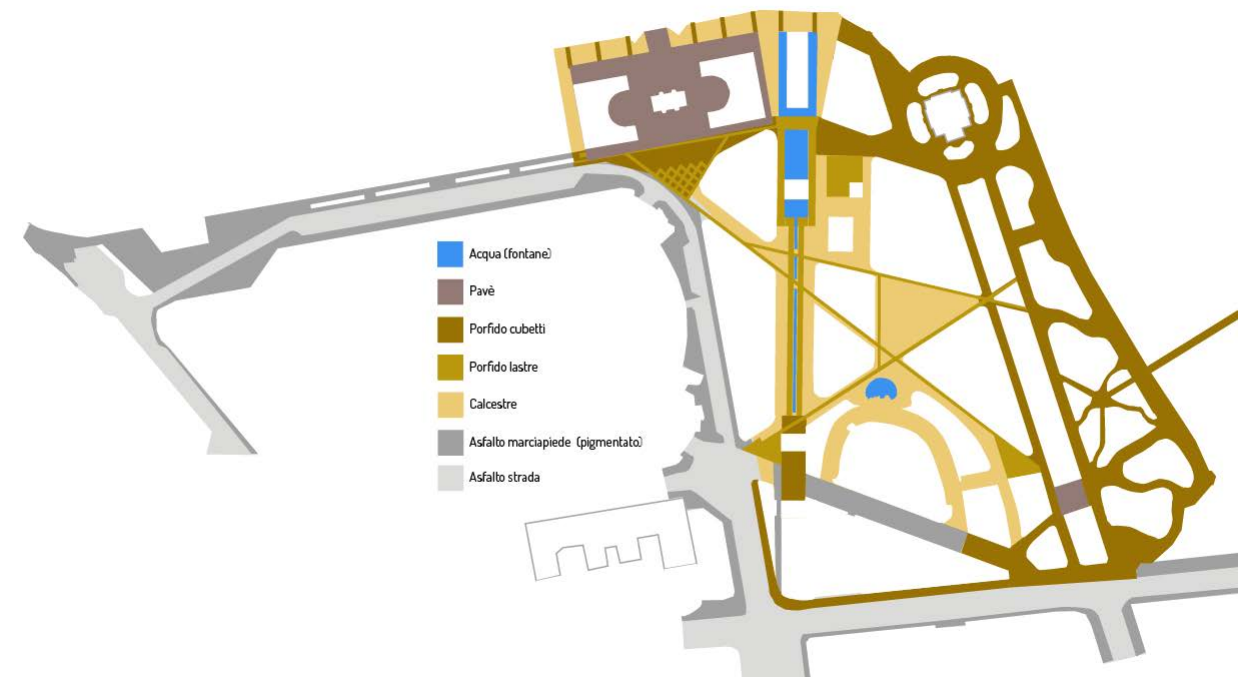 Acqua (fontane)
Pavè
Porfido cubetti
Porfido lastre
Calcestre
Asfalto marciapiede (pigmentato)
Asfalto strada